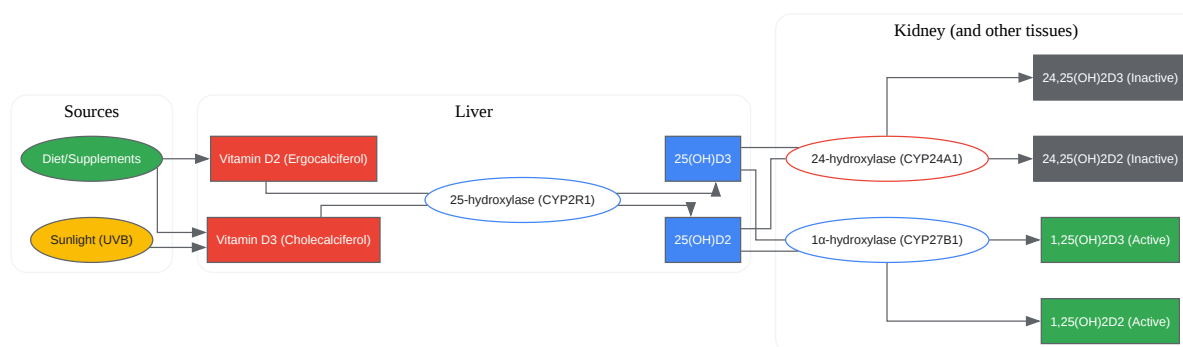 Sources
Diet/Supplements
Sunlight (UVB)
Liver
Vitamin D2 (Ergocalciferol)
Vitamin D3 (Cholecalciferol)
25-hydroxylase (CYP2R1)
25(OH)D3
25(OH)D2
Kidney (and other tissues)
24-hydroxylase (CYP24A1)
1α-hydroxylase (CYP27B1)
24,25(OH)2D3 (Inactive)
24,25(OH)2D2 (Inactive)
1,25(OH)2D3 (Active)
1,25(OH)2D2 (Active)